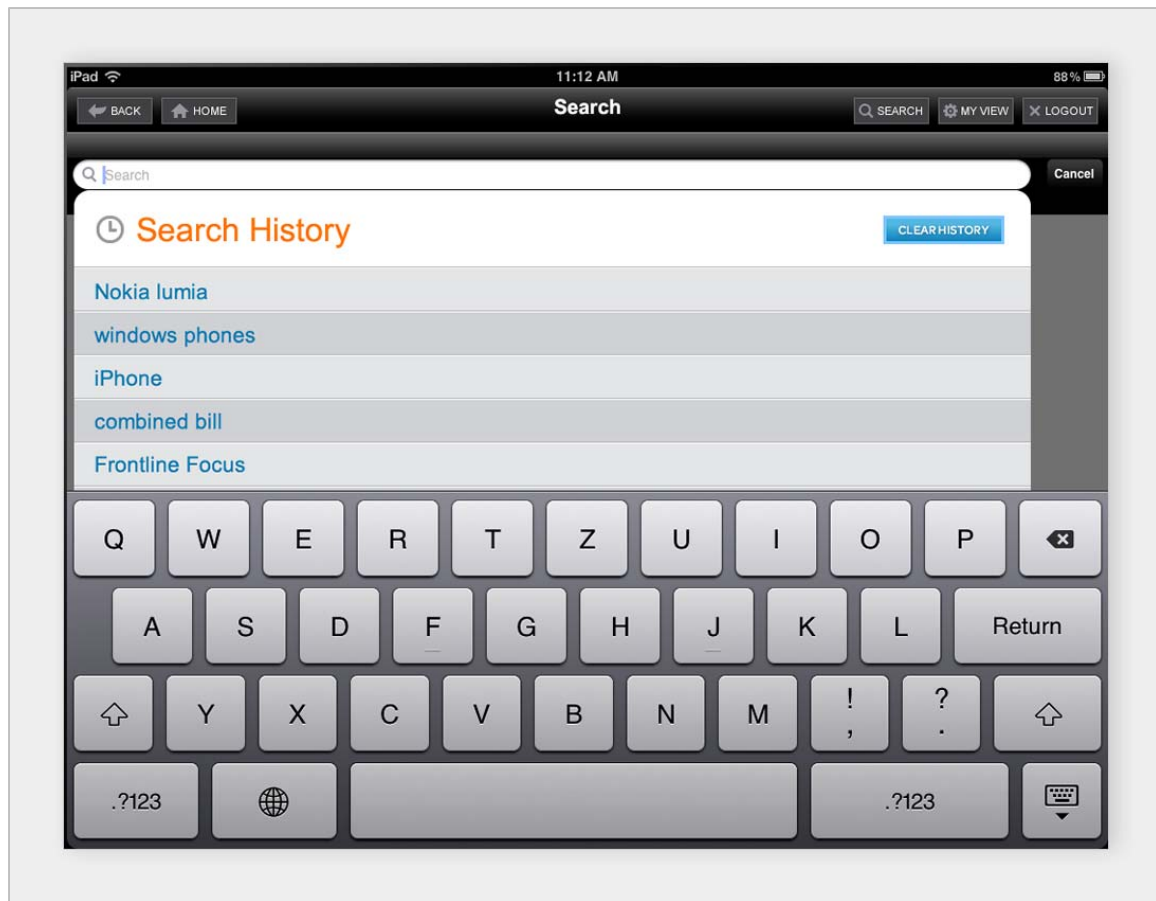 iPad 11:12 AM 88%
BACK HOME Search SEARCH MY VIEW LOGOUT
Search Cancel
Search History CLEAR HISTORY
Nokia lumia
windows phones
iPhone
combined bill
Frontline Focus
Q W E R T Z U I O P
A S D F G H J K L Return
Y X C V B N M ! , ? .
.?123 .?123